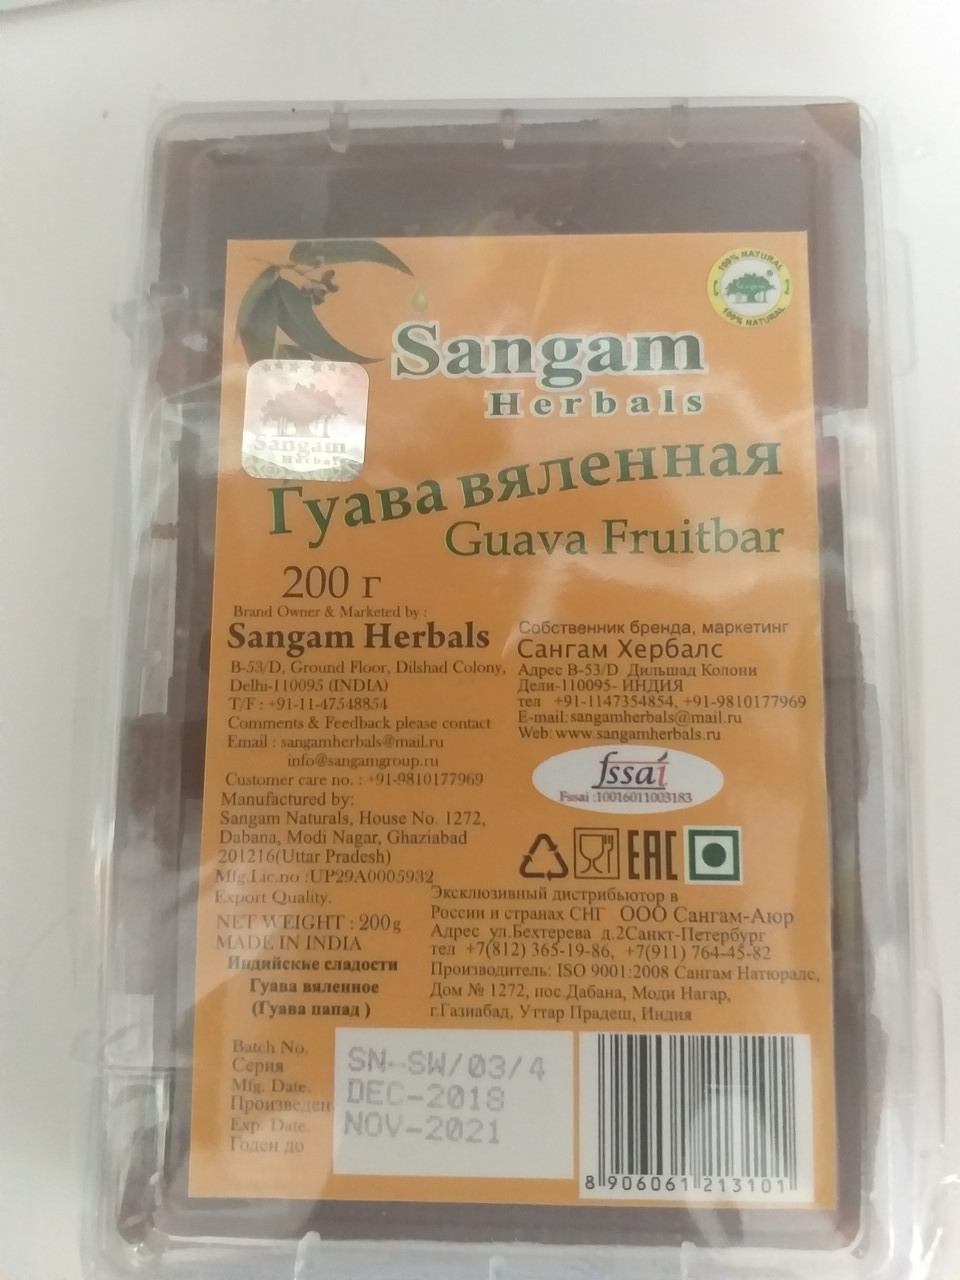 100% NATURAL
Sangam
100% NATURAL
Sangam
Herbals
Sangam
Herbals
Гуава вяленная
Guava Fruitbar
200 г
Brand Owner & Marketed by :
Sangam Herbals
B-53/D, Ground Floor, Dilshad Colony,
Delhi-110095 (INDIA)
T/F : +91-11-47548854
Comments & Feedback please contact
Email : sangamherbals@mail.ru
info@sangamgroup.ru
Customer care no. : +91-9810177969
Manufactured by:
Sangam Naturals, House No. 1272,
Dabana, Modi Nagar, Ghaziabad
201216(Uttar Pradesh)
Mfg.Lic.no :UP29A0005932
Export Quality.
NET WEIGHT : 200g
MADE IN INDIA
Индийские сладости
Гуава вяленное
(Гуава папад )
Собственник бренда, маркетинг
Сангам Хербалс
Адрес B-53/D Дильшад Колони
Дели-110095- ИНДИЯ
тел +91-1147354854, +91-9810177969
E-mail: sangamherbals@mail.ru
Web: www.sangamherbals.ru
fssai
Fssai :10016011003183
EAC
Эксклюзивный дистрибьютор в
России и странах СНГ ООО Сангам-Аюр
Адрес ул.Бехтерева д.2Санкт-Петербург
тел +7(812) 365-19-86, +7(911) 764-45-82
Производитель: ISO 9001:2008 Сангам Натюралс,
Дом № 1272, пос.Дабана, Моди Нагар,
г.Газиабад, Уттар Прадеш, Индия
Batch No.
Серия
Mfg. Date.
Произведен
Exp. Date.
Годен до
SN-SW/03/4
DEC-2018
NOV-2021
8 906061 213101